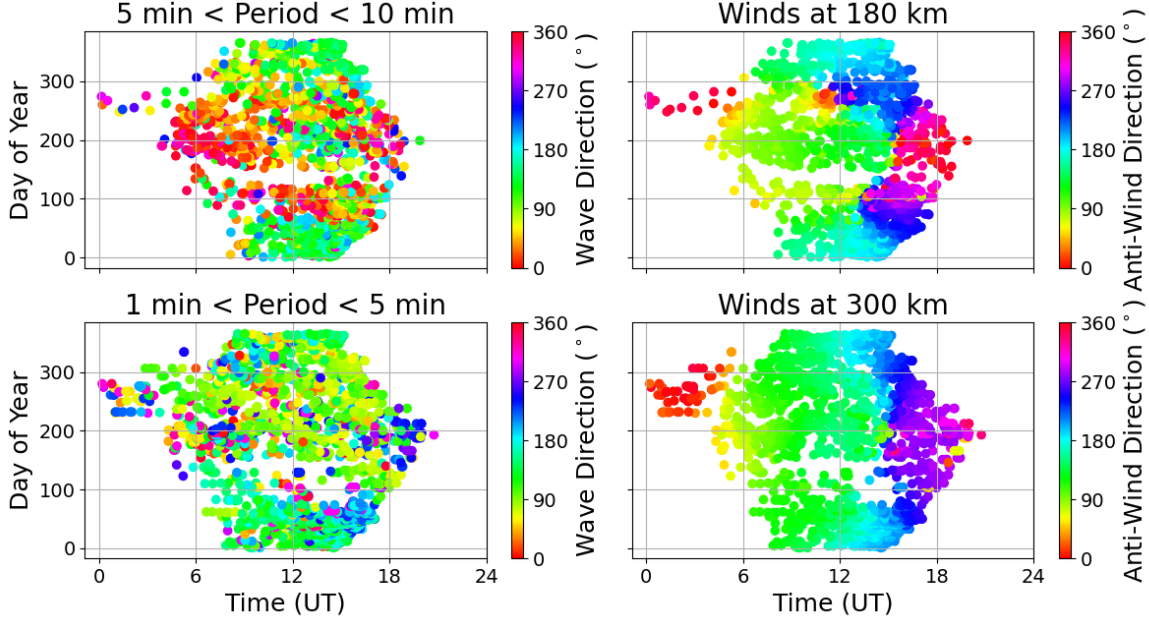 5 min < Period < 10 min
Winds at 180 km
Day of Year
300
200
100
0
360
270
180
90
0
Wave Direction (°)
360
270
180
90
0
Anti-Wind Direction (°)
1 min < Period < 5 min
Winds at 300 km
Day of Year
300
200
100
0
360
270
180
90
0
Wave Direction (°)
360
270
180
90
0
Anti-Wind Direction (°)
0 6 12 18 24
0 6 12 18 24
Time (UT)
Time (UT)